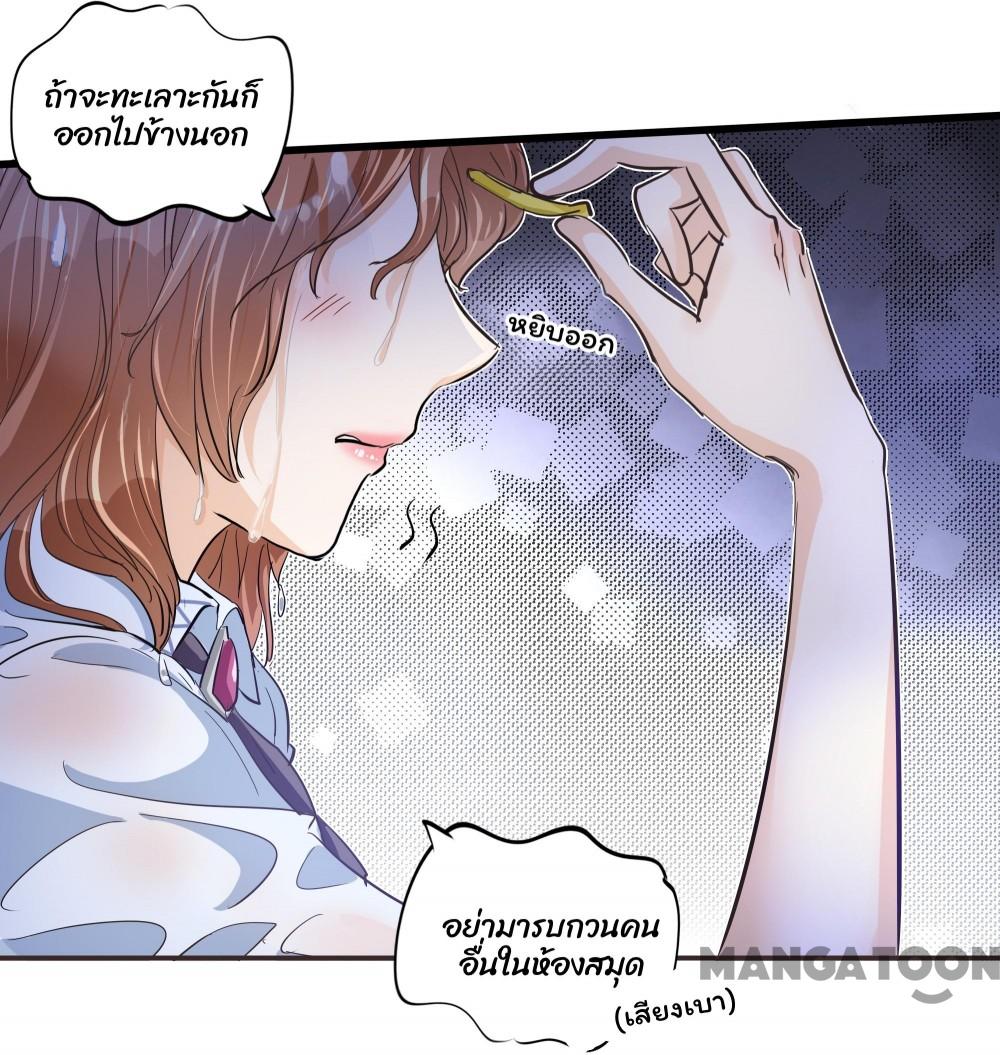 ถ้าจะทะเลาะกันก็
ออกไปข้างนอก
หยิบออก
อย่ามารบกวนคน
อื่นในห้องสมุด
(เสียงเบา)
MANGATOON